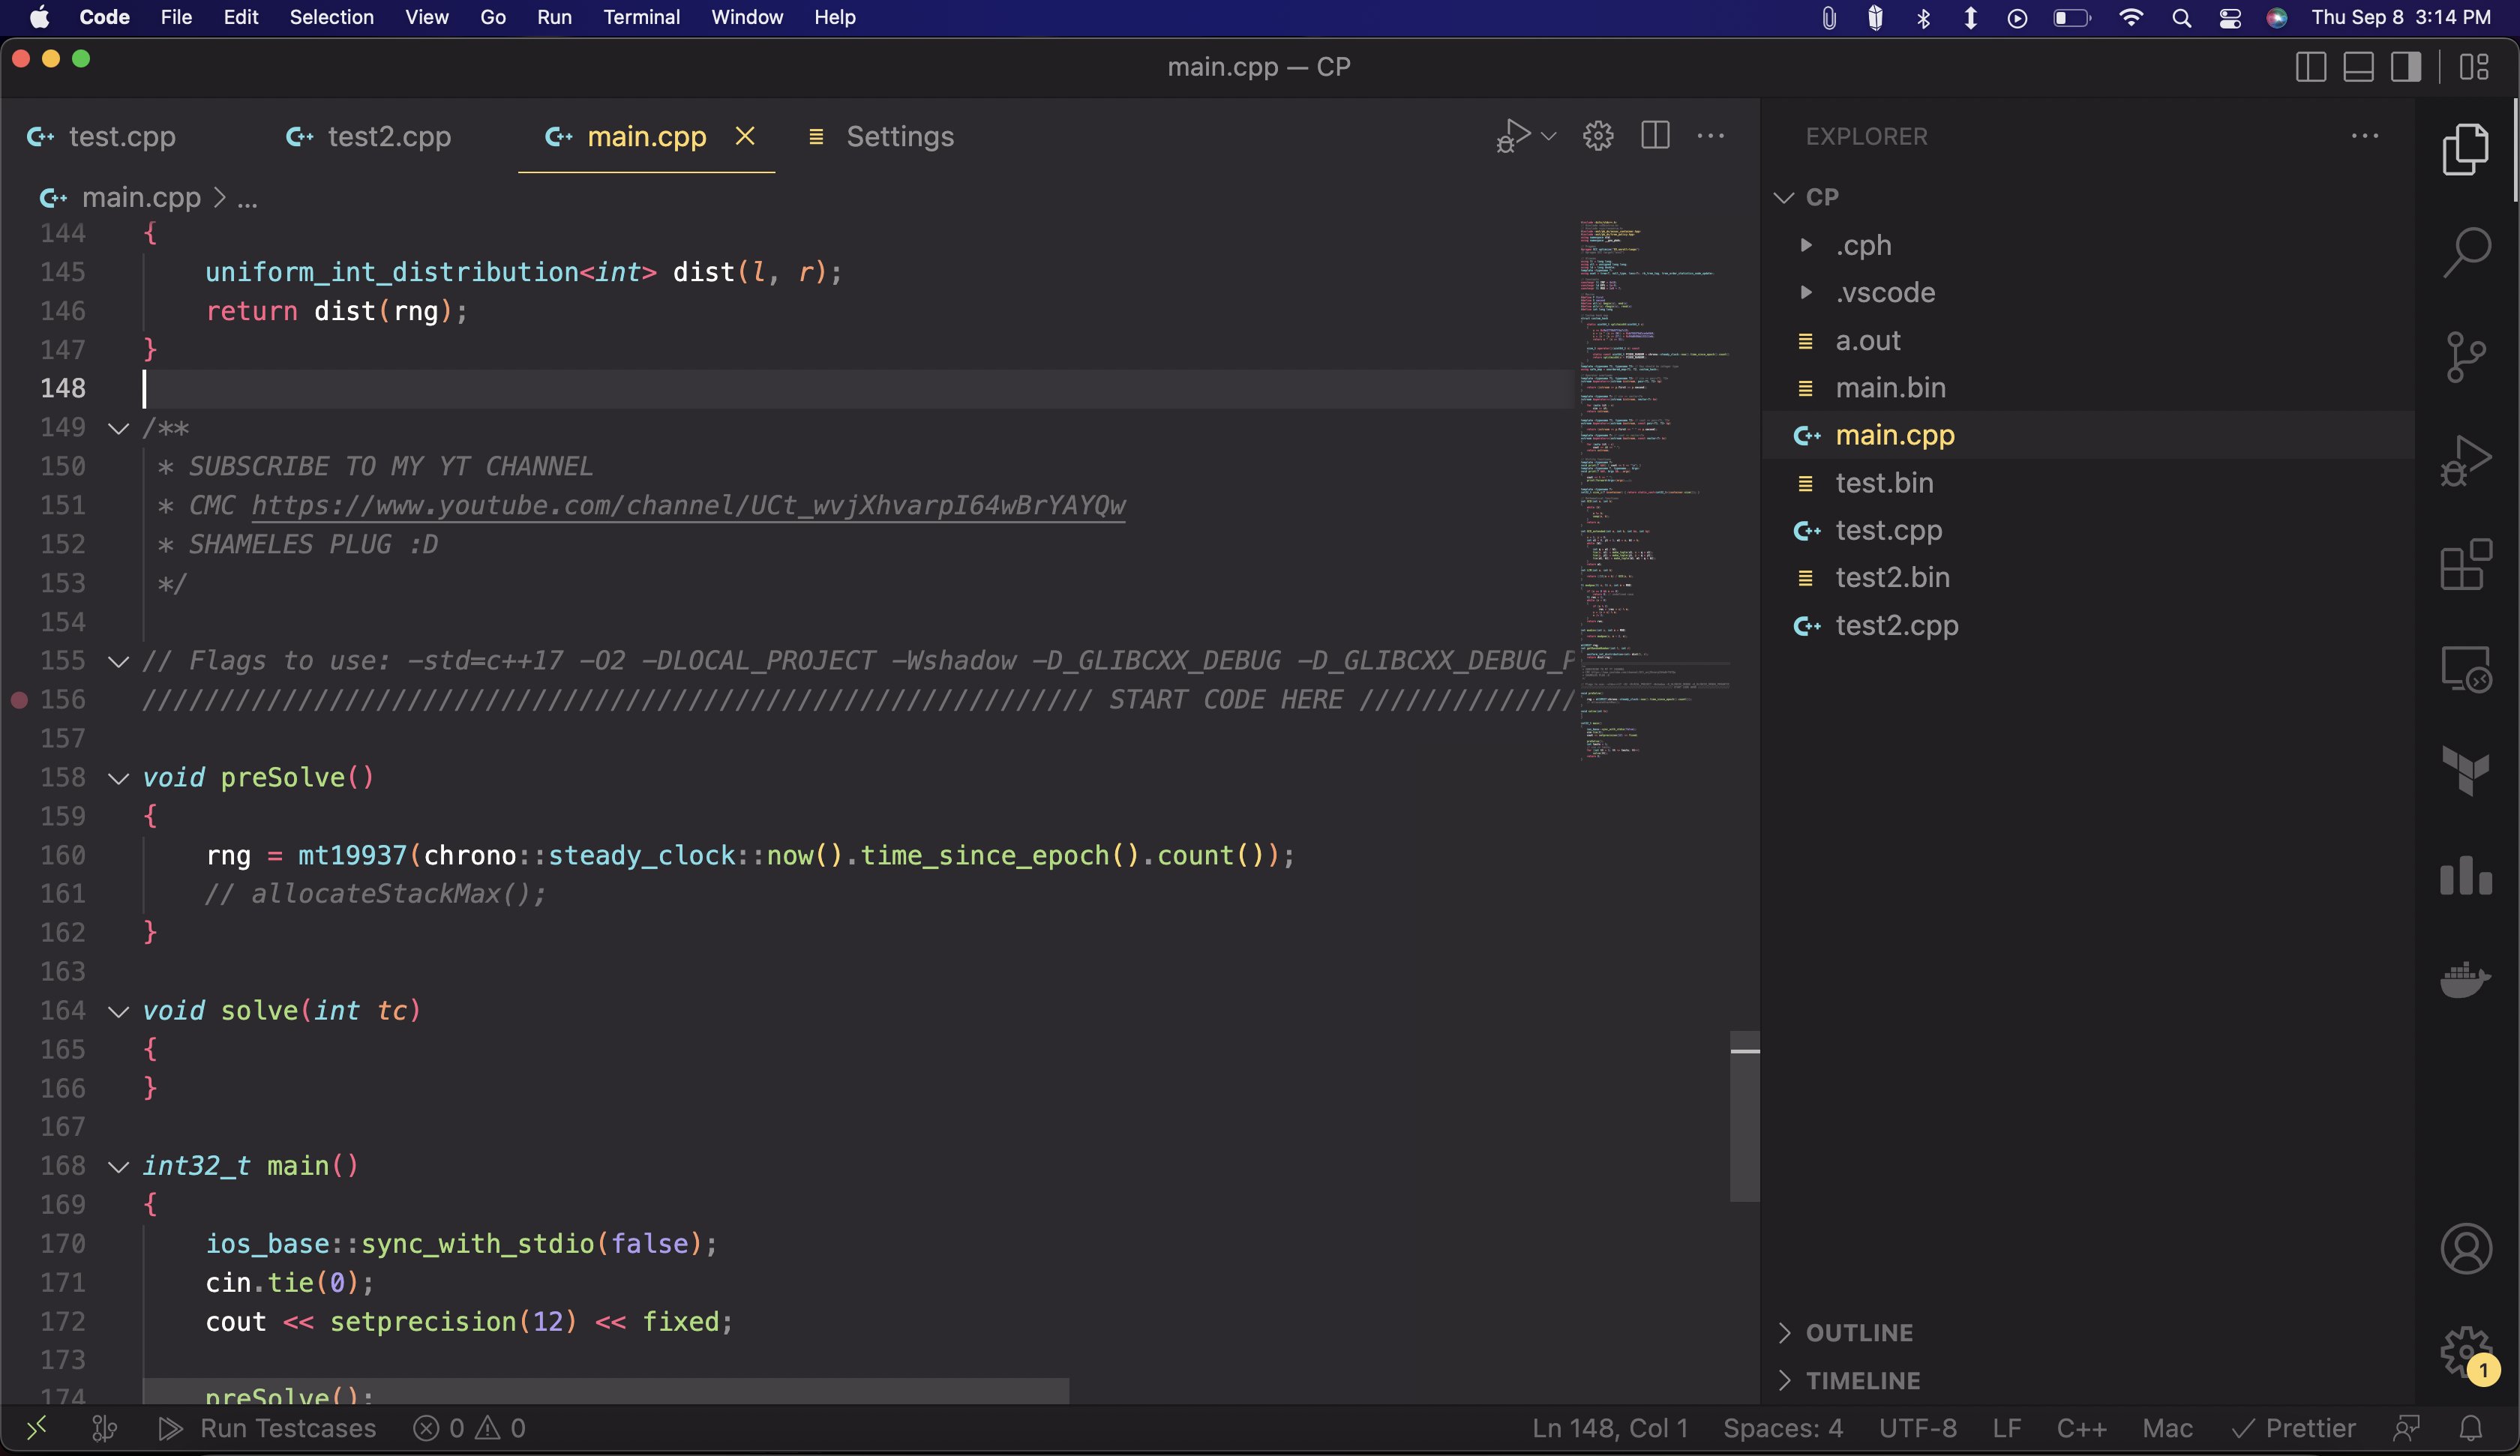 Code File Edit Selection View Go Run Terminal Window Help Thu Sep 8 3:14 PM
main.cpp — CP
test.cpp test2.cpp main.cpp Settings
main.cpp > ...
144 {
145 uniform_int_distribution<int> dist(l, r);
146 return dist(rng);
147 }
148
149 /**
150 * SUBSCRIBE TO MY YT CHANNEL
151 * CMC https://www.youtube.com/channel/UCt_wvjXhvarpI64wBrYAYQw
152 * SHAMELES PLUG :D
153 */
154
155 // Flags to use: -std=c++17 -O2 -DLOCAL_PROJECT -Wshadow -D_GLIBCXX_DEBUG -D_GLIBCXX_DEBUG_P
156 ///////////////////////////////////////////////////////////// START CODE HERE //////////////
157
158 void preSolve()
159 {
160 rng = mt19937(chrono::steady_clock::now().time_since_epoch().count());
161 // allocateStackMax();
162 }
163
164 void solve(int tc)
165 {
166 }
167
168 int32_t main()
169 {
170 ios_base::sync_with_stdio(false);
171 cin.tie(0);
172 cout << setprecision(12) << fixed;
173
174 preSolve();
EXPLORER
CP
.cph
.vscode
a.out
main.bin
main.cpp
test.bin
test.cpp
test2.bin
test2.cpp
OUTLINE
TIMELINE
1
Run Testcases 0 0 Ln 148, Col 1 Spaces: 4 UTF-8 LF C++ Mac Prettier